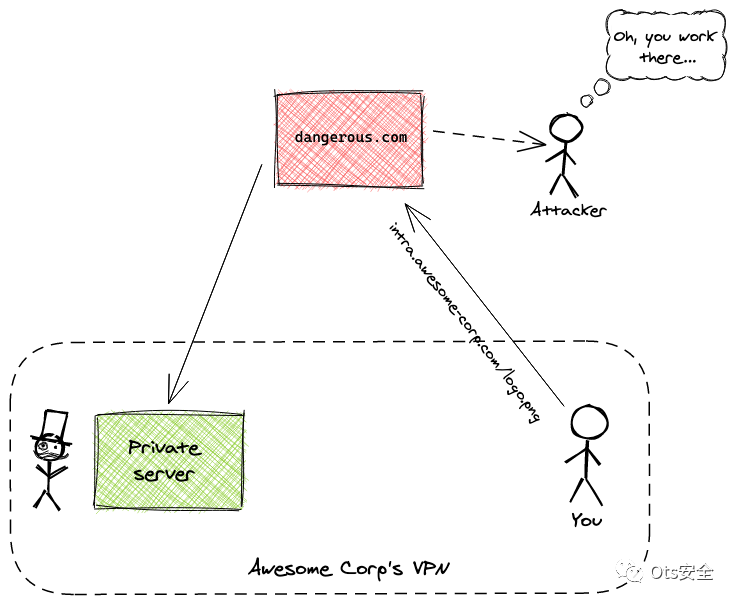 Oh, you work
there...
dangerous.com
Attacker
intra.awesome-corp.com/logo.png
Private
server
You
Awesome Corp's VPN
Ots安全